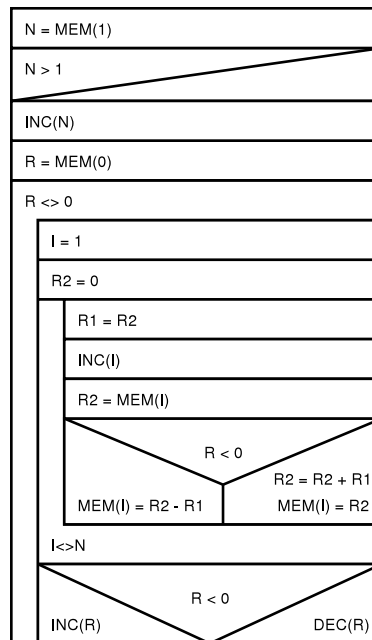 N = MEM(1)
N > 1
INC(N)
R = MEM(0)
R <> 0
I = 1
R2 = 0
R1 = R2
INC(I)
R2 = MEM(I)
R < 0
R2 = R2 + R1
MEM(I) = R2 - R1
MEM(I) = R2
I<>N
R < 0
INC(R)
DEC(R)